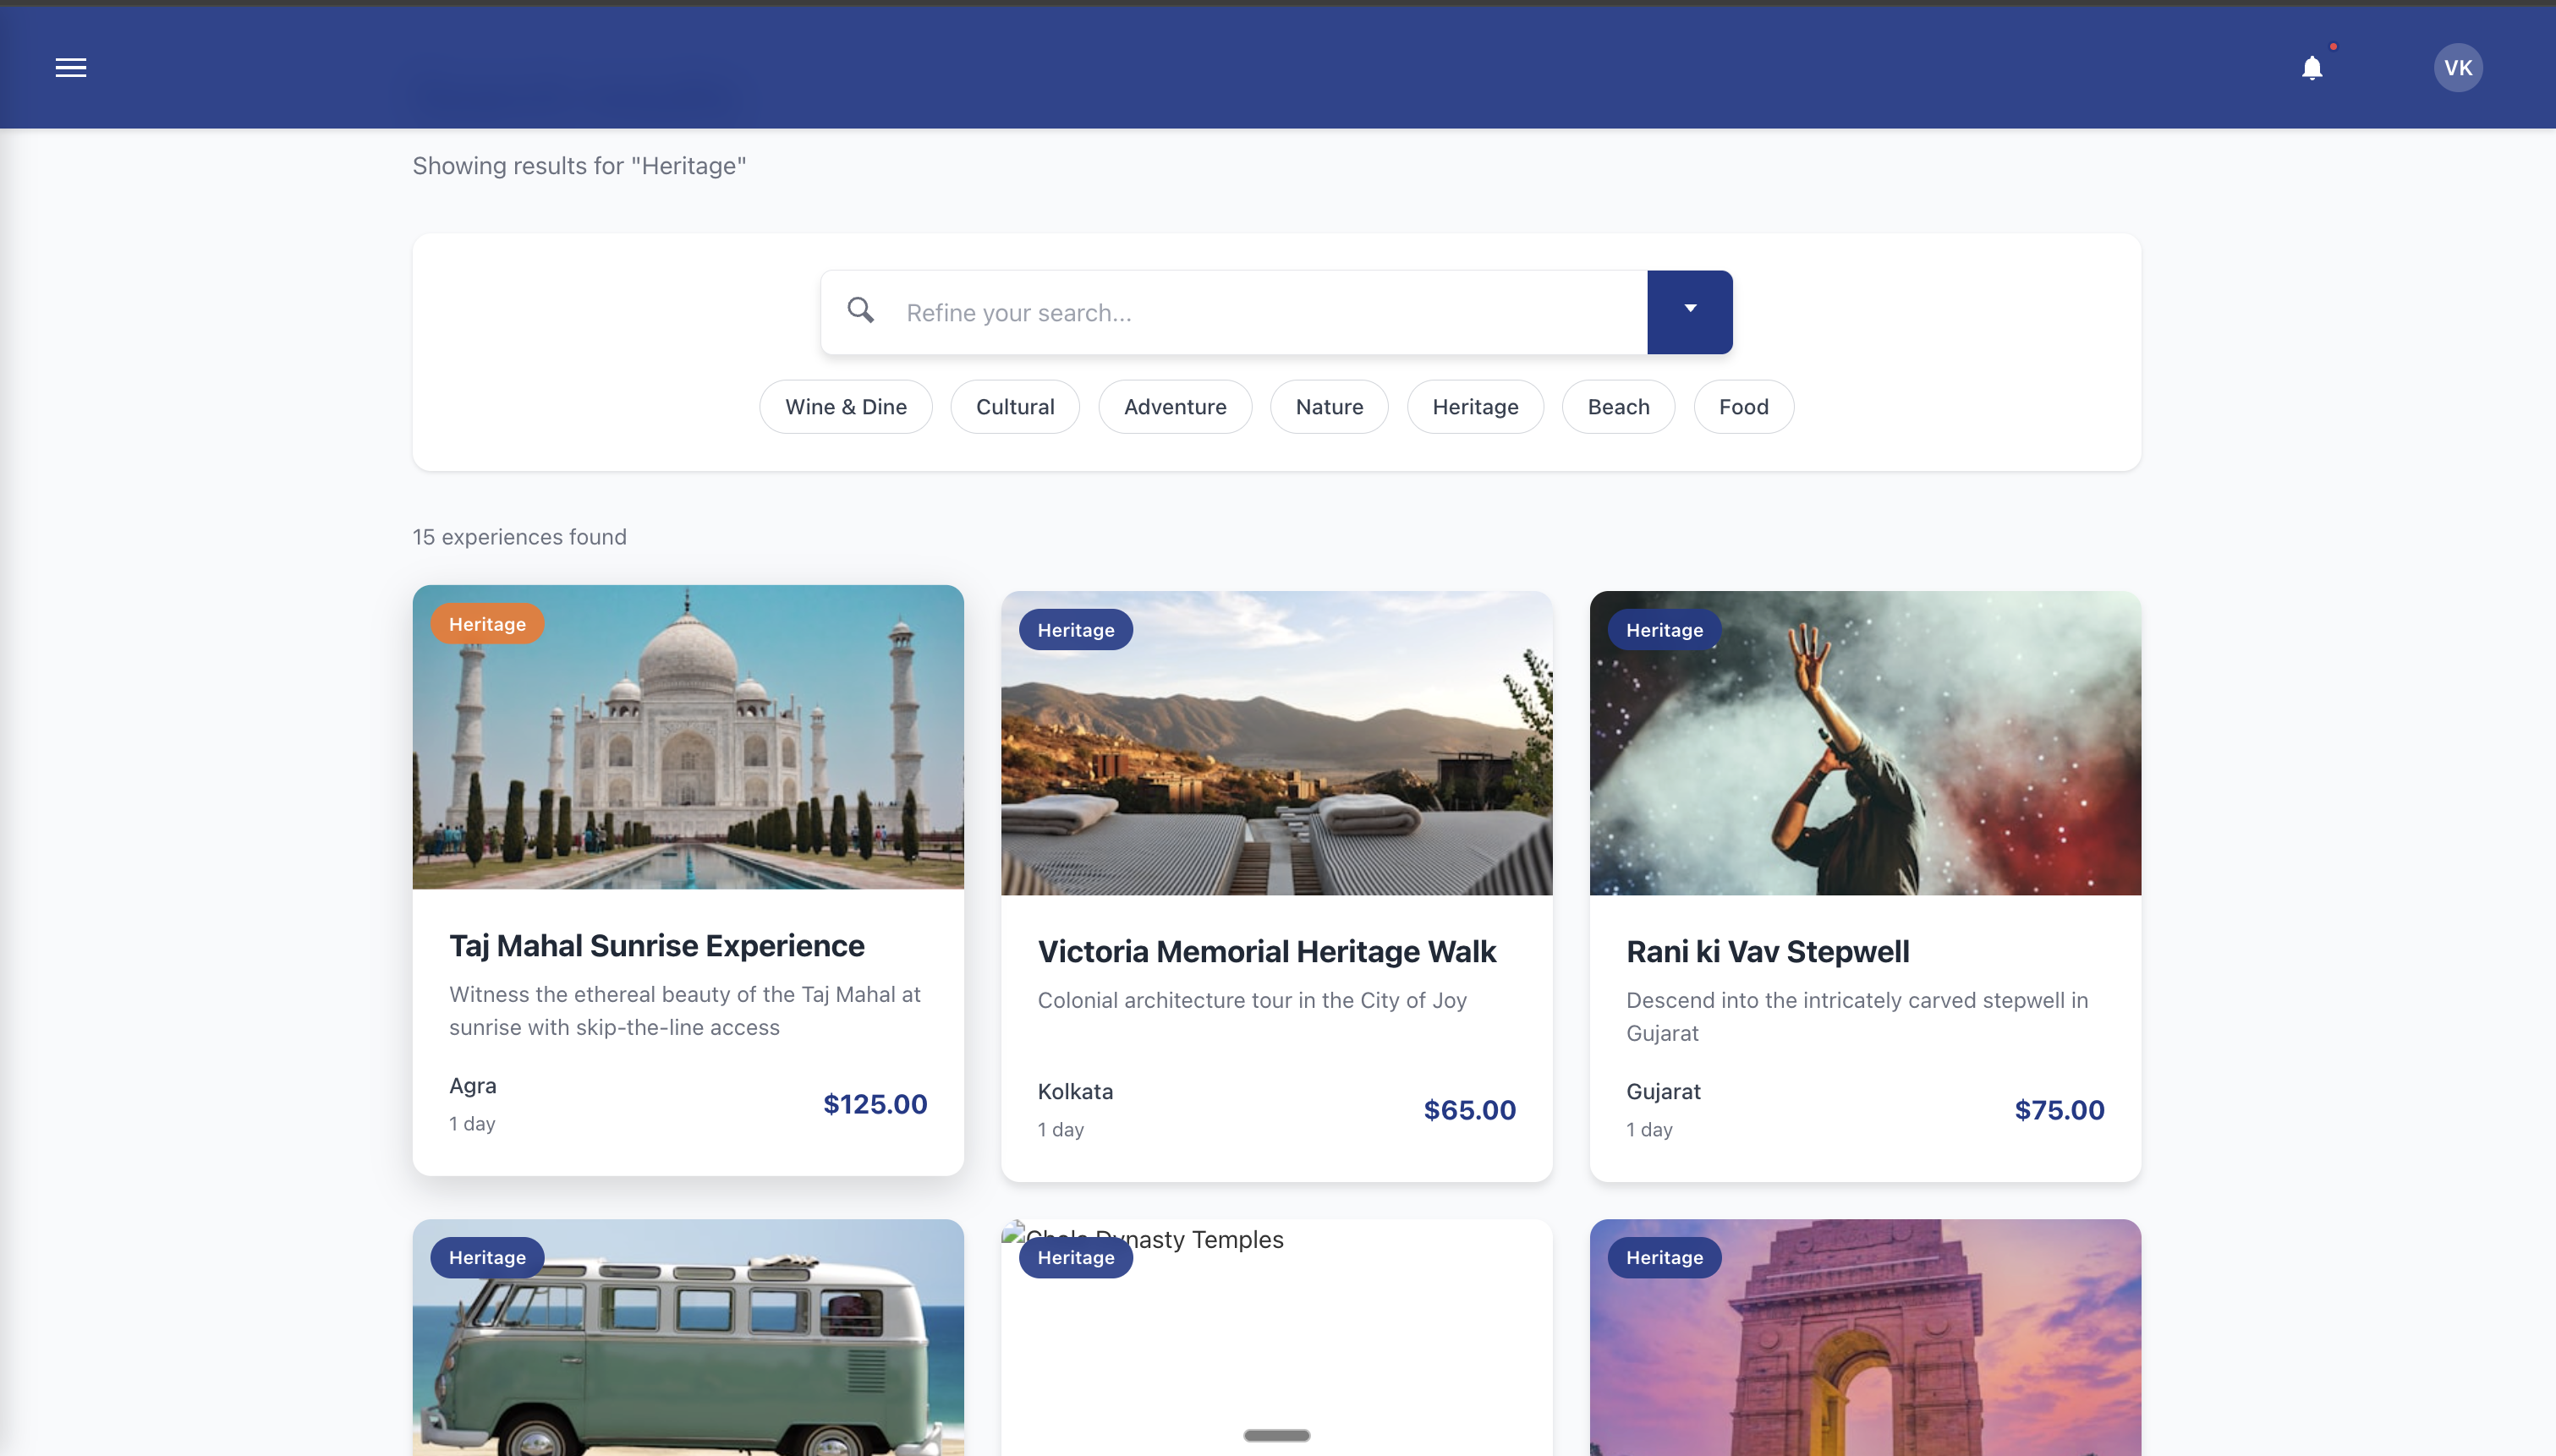 VK
Showing results for "Heritage"
Refine your search...
Wine & Dine
Cultural
Adventure
Nature
Heritage
Beach
Food
15 experiences found
Heritage
Taj Mahal Sunrise Experience
Witness the ethereal beauty of the Taj Mahal at
sunrise with skip-the-line access
Agra
1 day
$125.00
Heritage
Victoria Memorial Heritage Walk
Colonial architecture tour in the City of Joy
Kolkata
1 day
$65.00
Heritage
Rani ki Vav Stepwell
Descend into the intricately carved stepwell in
Gujarat
Gujarat
1 day
$75.00
Heritage
Chola Dynasty Temples
Heritage
Heritage